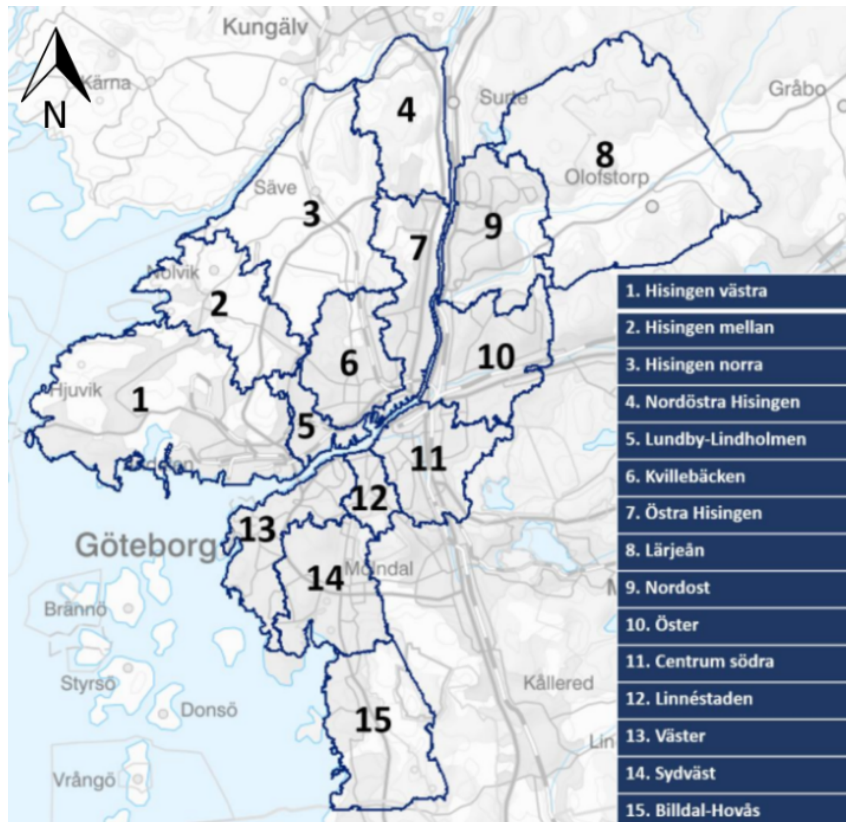 Kungälv
Kärna
N
4
Surte
Gråbo
8
Olofstorp
Säve
3
9
7
Nolvik
2
1. Hisingen västra
2. Hisingen mellan
3. Hisingen norra
4. Nordöstra Hisingen
5. Lundby-Lindholmen
6. Kvillebäcken
7. Östra Hisingen
8. Lärjeån
9. Nordost
10. Öster
11. Centrum södra
12. Linnéstaden
13. Väster
14. Sydväst
15. Billdal-Hovås
6
10
Hjuvik
1
5
11
12
13
Göteborg
14
Mölndal
Brännö
Styrsö
Donsö
Kållered
15
Lin
Vrångö